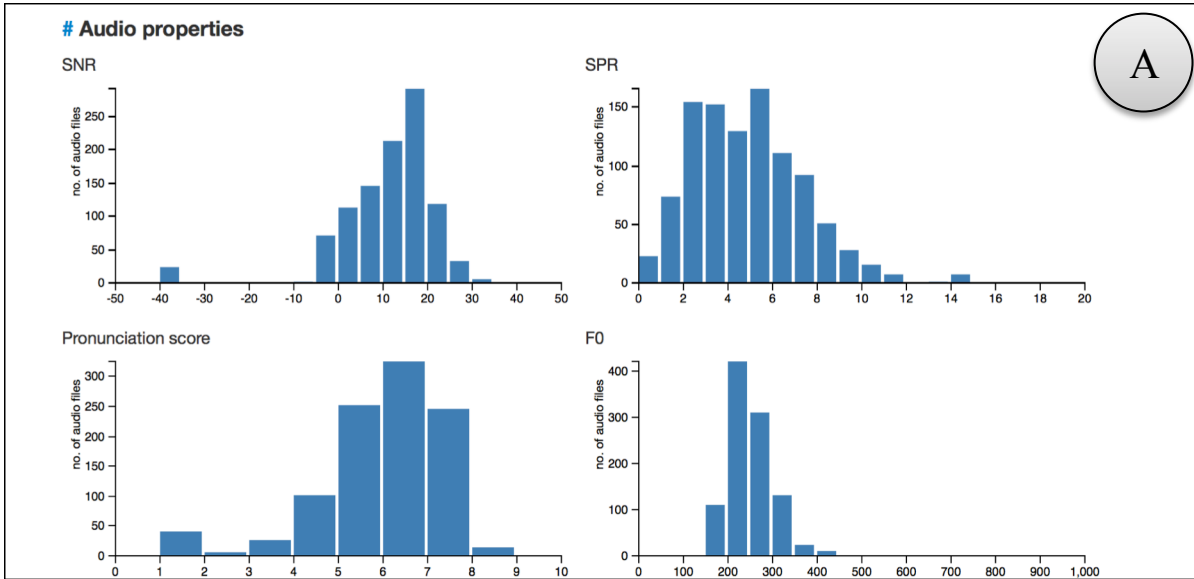 # Audio properties
A
SNR
no. of audio files
250
200
150
100
50
0
-50 -40 -30 -20 -10 0 10 20 30 40 50
SPR
no. of audio files
150
100
50
0
0 2 4 6 8 10 12 14 16 18 20
Pronunciation score
no. of audio files
300
250
200
150
100
50
0
0 1 2 3 4 5 6 7 8 9 10
F0
no. of audio files
400
300
200
100
0
0 100 200 300 400 500 600 700 800 900 1,000